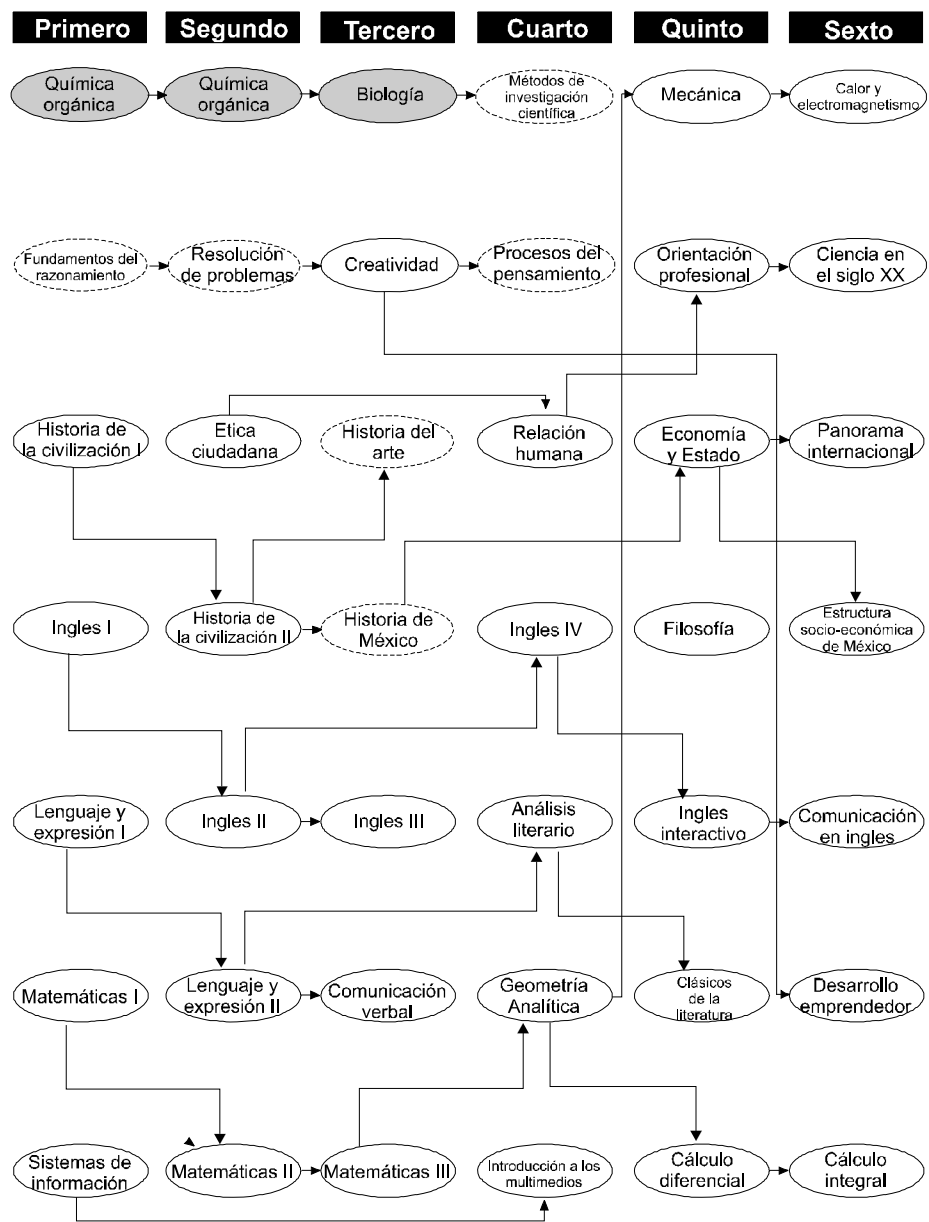 Primero
Segundo
Tercero
Cuarto
Quinto
Sexto
Química
orgánica
Química
orgánica
Biología
Métodos de
investigación
científica
Mecánica
Calor y
electromagnetismo
Fundamentos del
razonamiento
Resolución
de problemas
Creatividad
Procesos del
pensamiento
Orientación
profesional
Ciencia en
el siglo XX
Historia de
la civilización I
Etica
ciudadana
Historia del
arte
Relación
humana
Economía
y Estado
Panorama
internacional
Ingles I
Historia de
la civilización II
Historia de
México
Ingles IV
Filosofía
Estructura
socio-económica
de México
Lenguaje y
expresión I
Ingles II
Ingles III
Análisis
literario
Ingles
interactivo
Comunicación
en ingles
Matemáticas I
Lenguaje y
expresión II
Comunicación
verbal
Geometría
Analítica
Clásicos
de la
literatura
Desarrollo
emprendedor
Sistemas de
información
Matemáticas II
Matemáticas III
Introducción a los
multimedios
Cálculo
diferencial
Cálculo
integral